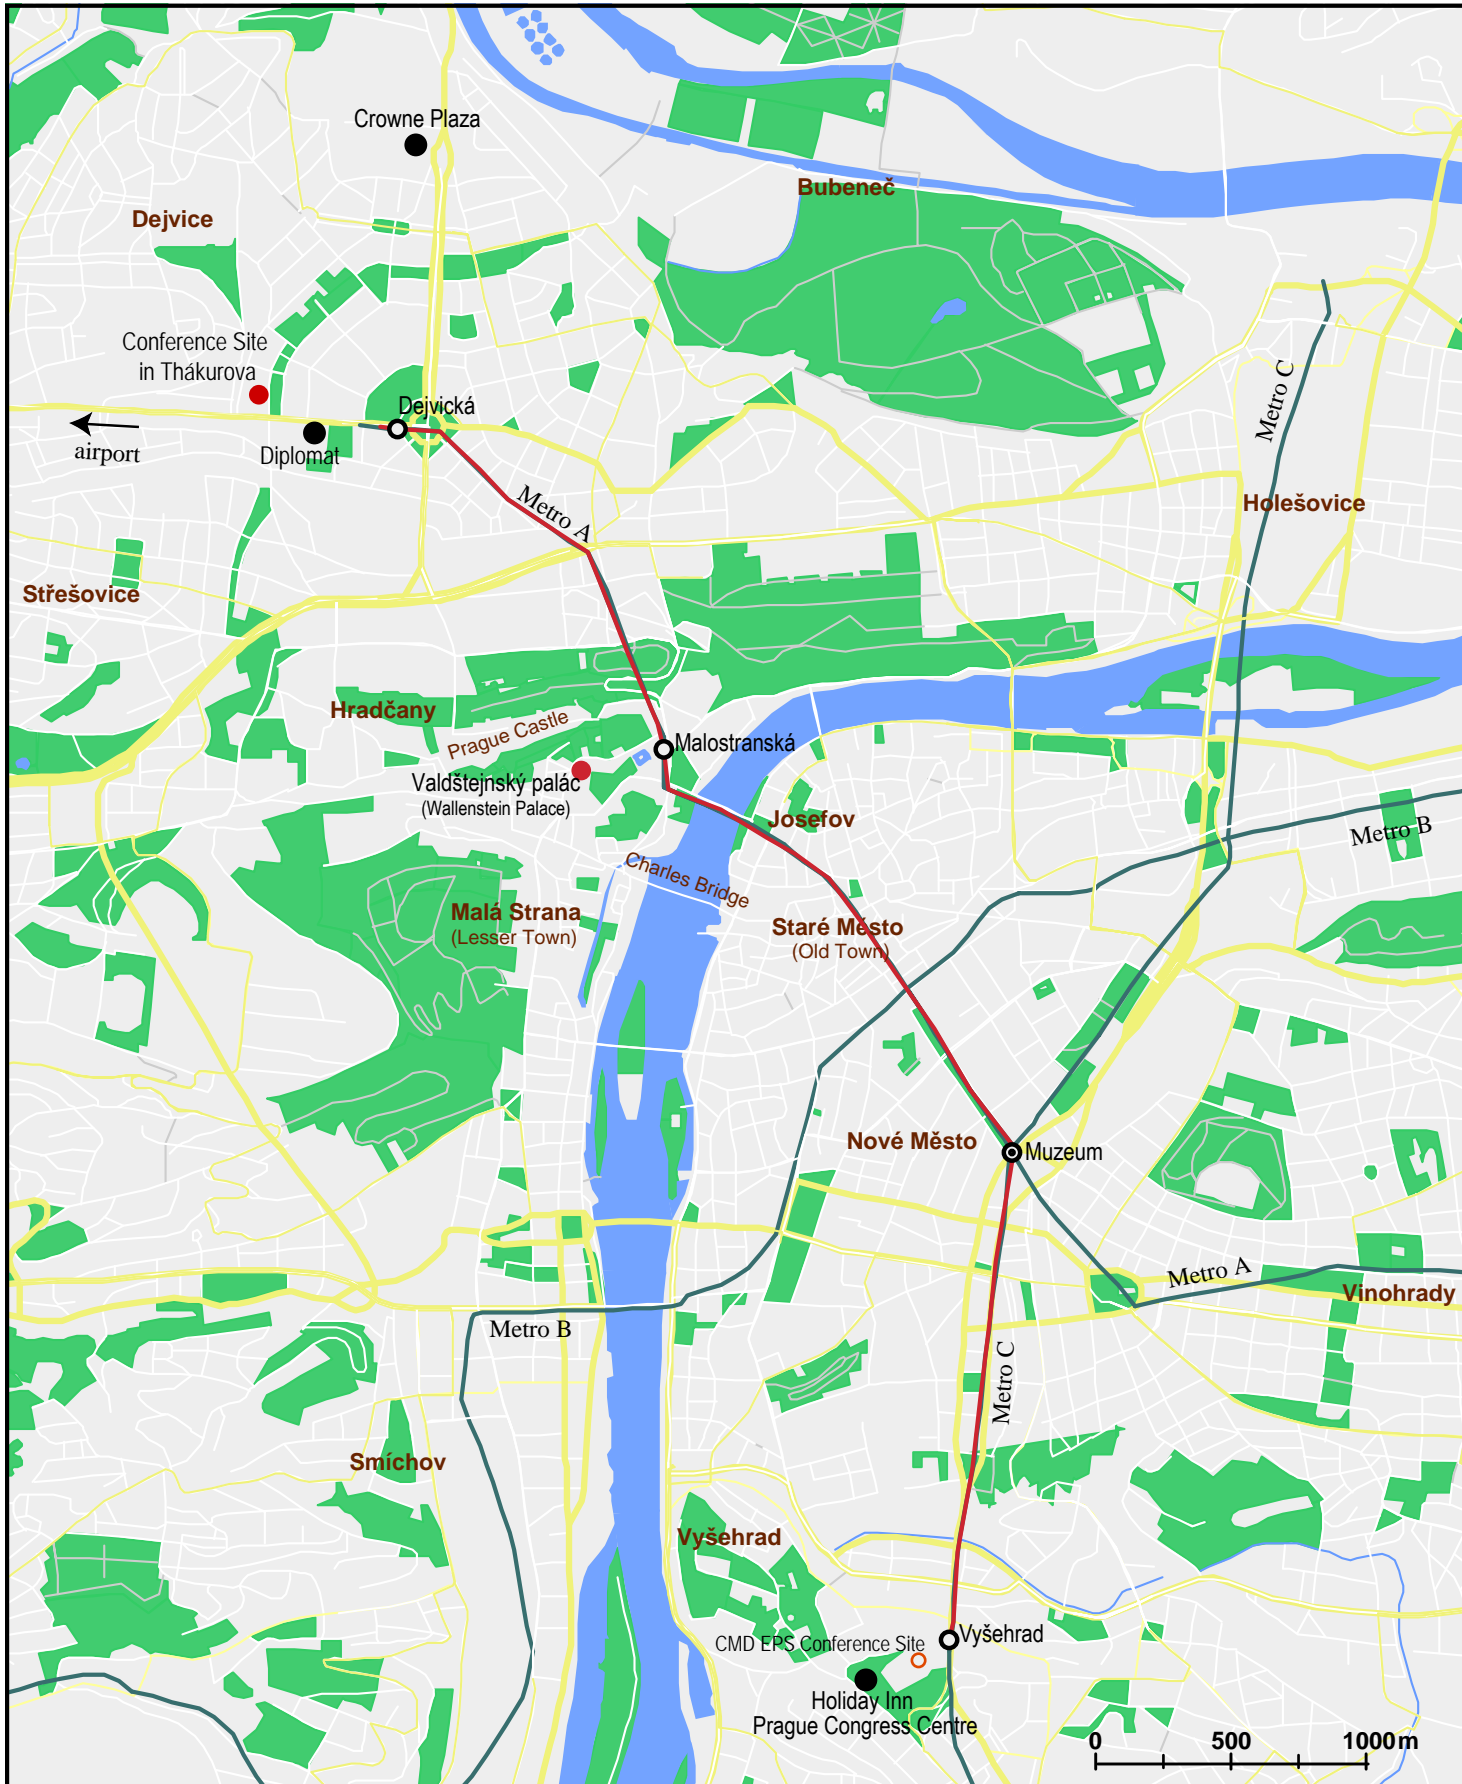 Crowne Plaza
Bubeneč
Dejvice
Conference Site
in Thákurova
Metro C
Dejvická
airport
Diplomat
Metro A
Holešovice
Střešovice
Hradčany
Prague Castle
Malostranská
Valdštejnský palác
(Wallenstein Palace)
Josefov
Metro B
Charles Bridge
Malá Strana
(Lesser Town)
Staré Město
(Old Town)
Nové Město
Muzeum
Metro A
Vinohrady
Metro B
Metro C
Smíchov
Vyšehrad
CMD EPS Conference Site
Vyšehrad
Holiday Inn
Prague Congress Centre
0 500 1000m